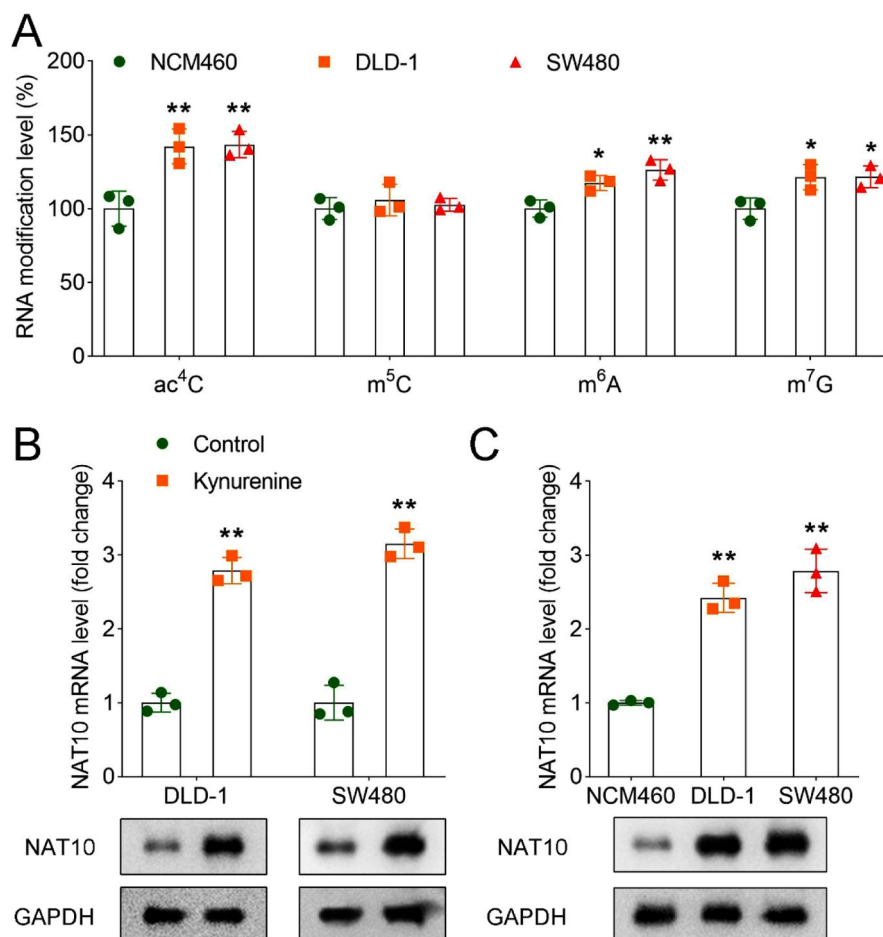 A
NCM460 DLD-1 SW480
RNA modification level (%)
200
150
100
50
0
** ** * ** * *
ac⁴C m⁵C m⁶A m⁷G
B
Control
Kynurenine
NAT10 mRNA level (fold change)
4
3
2
1
0
** **
DLD-1 SW480
NAT10
GAPDH
C
NAT10 mRNA level (fold change)
4
3
2
1
0
** **
NCM460 DLD-1 SW480
NAT10
GAPDH